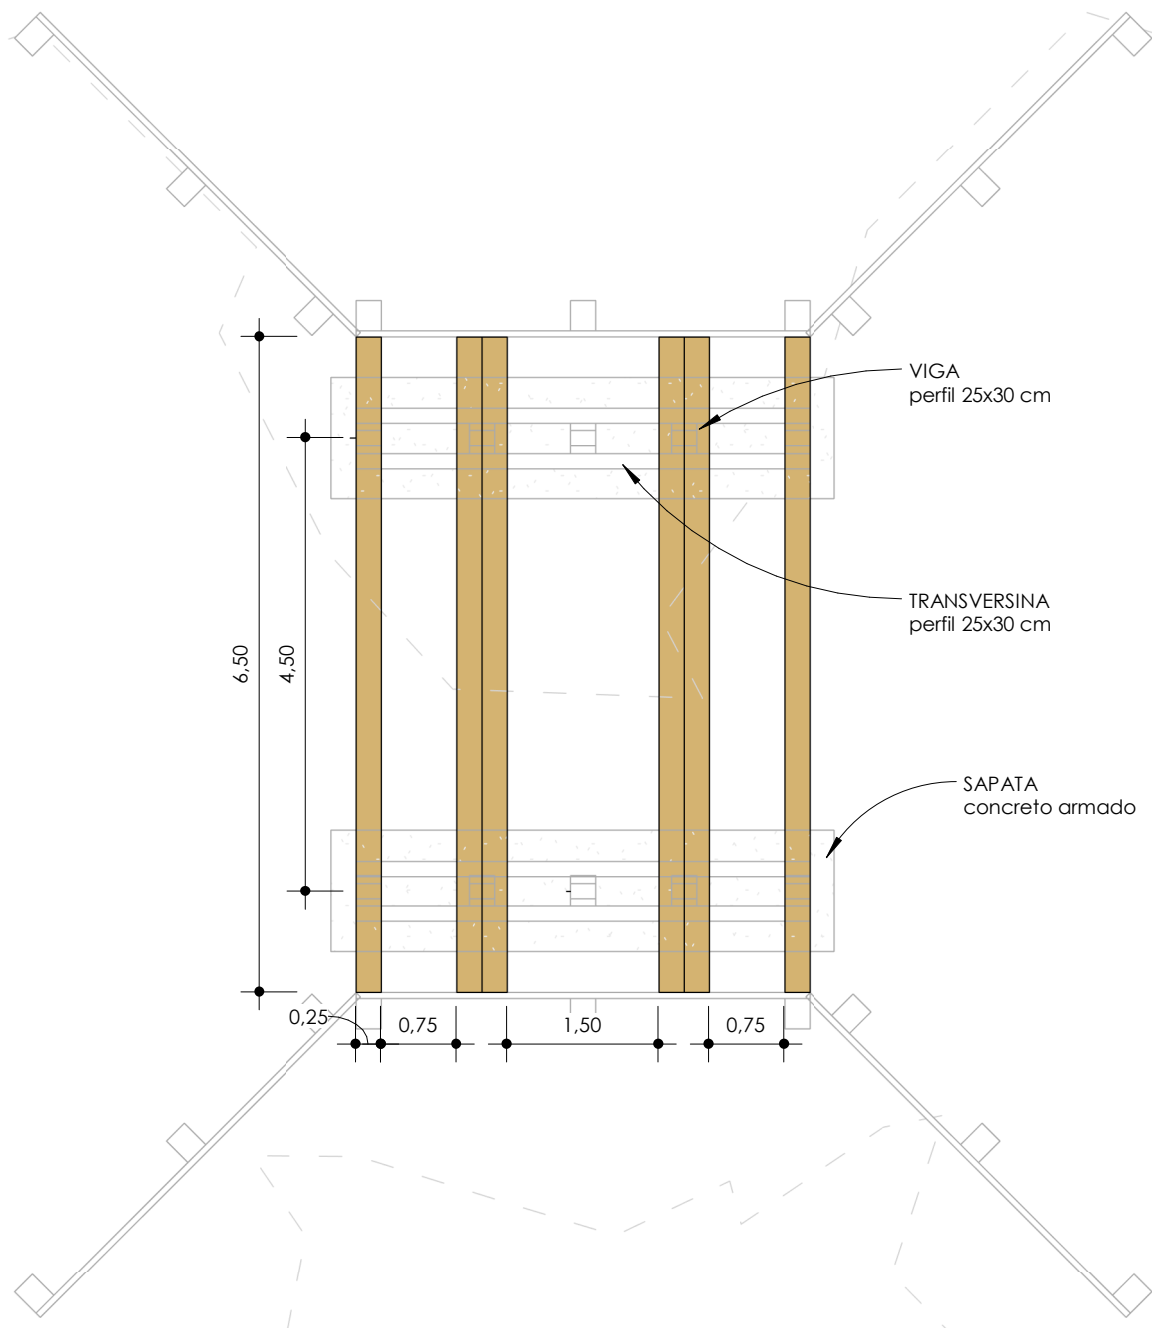 VIGA
perfil 25x30 cm
TRANSVERSINA
perfil 25x30 cm
6,50
4,50
SAPATA
concreto armado
0,25
0,75
1,50
0,75